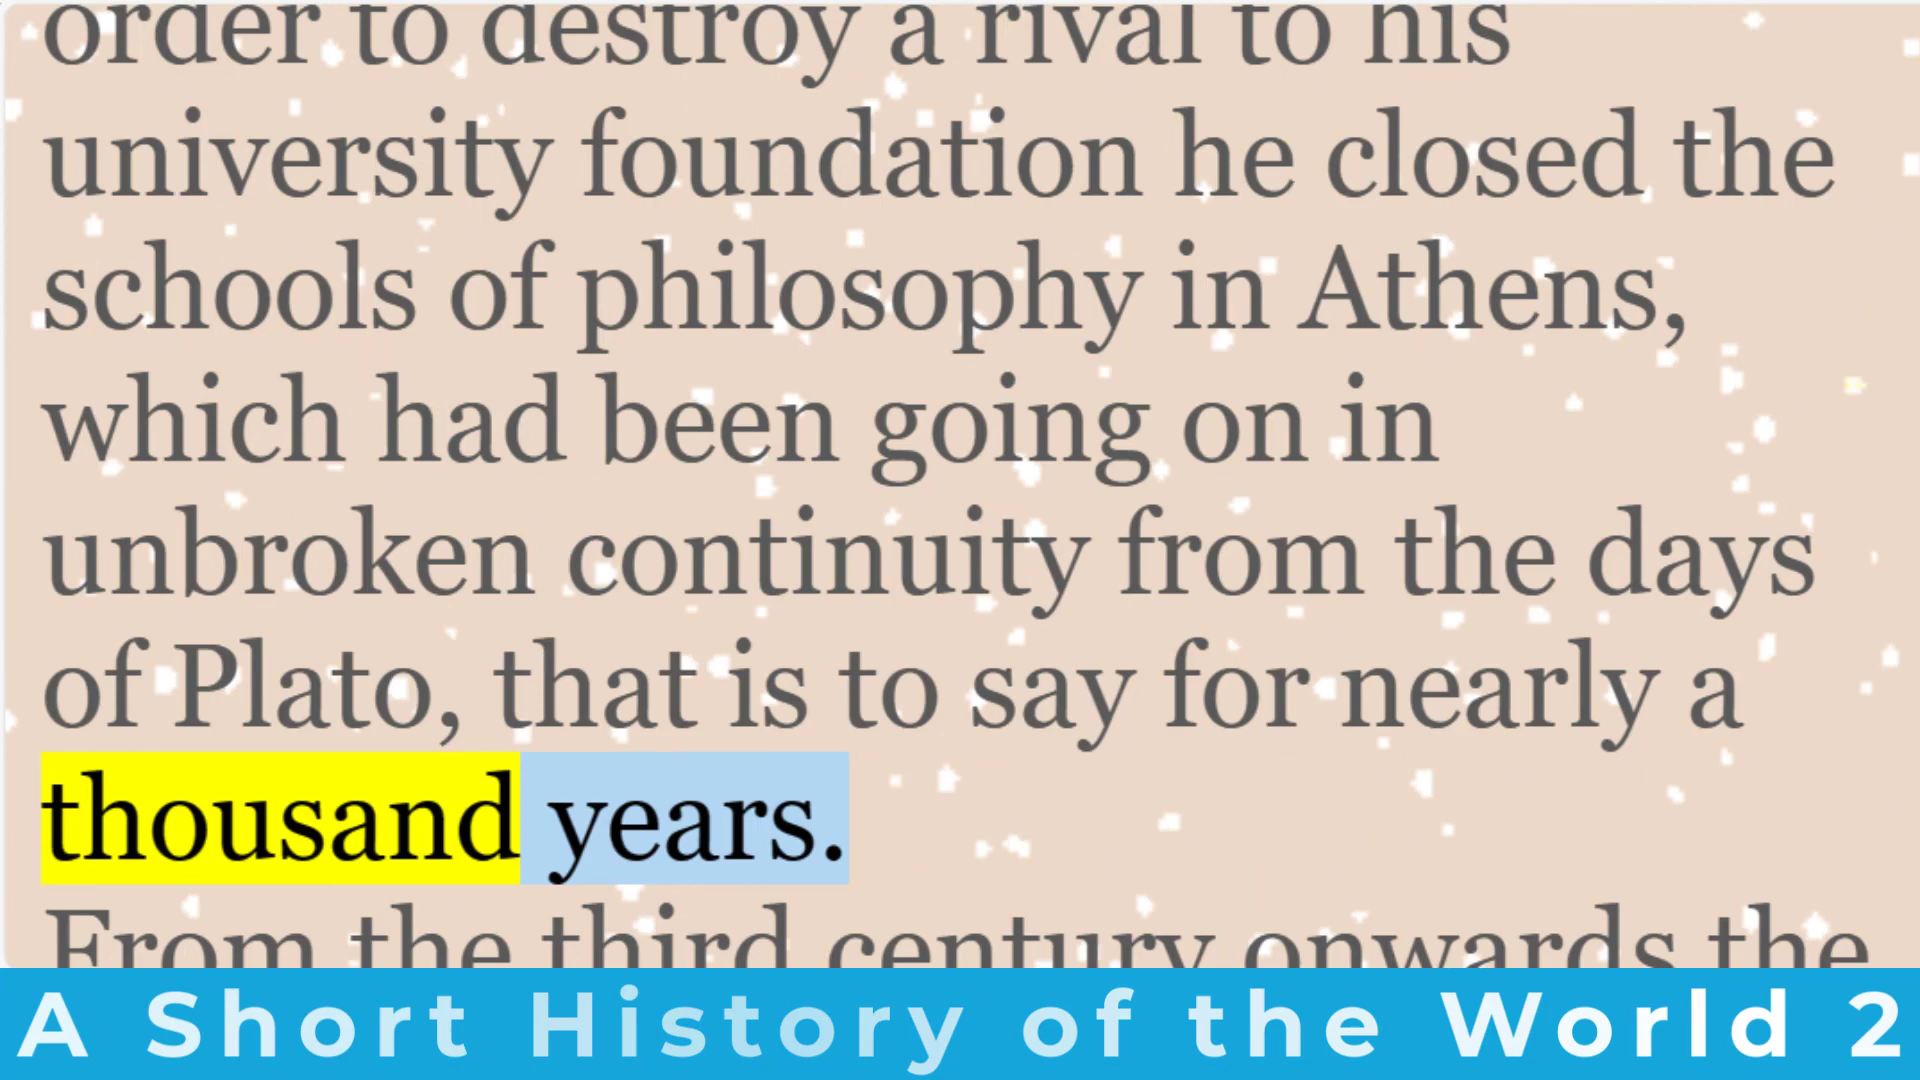 order to destroy a rival to his
university foundation he closed the
schools of philosophy in Athens,
which had been going on in
unbroken continuity from the days
of Plato, that is to say for nearly a
thousand years.
From the third century onwards the
A Short History of the World 2